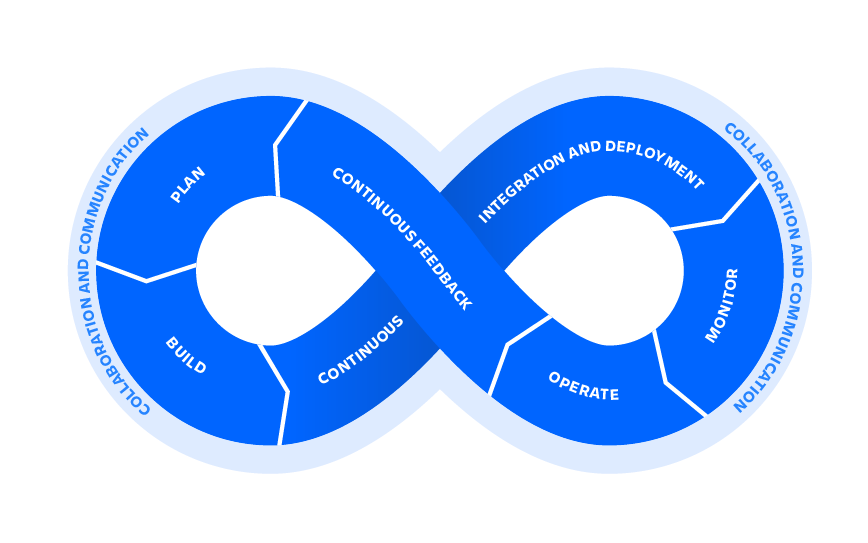 COLLABORATION AND COMMUNICATION
PLAN
BUILD
CONTINUOUS
INTEGRATION AND DEPLOYMENT
MONITOR
OPERATE
CONTINUOUS FEEDBACK
COLLABORATION AND COMMUNICATION